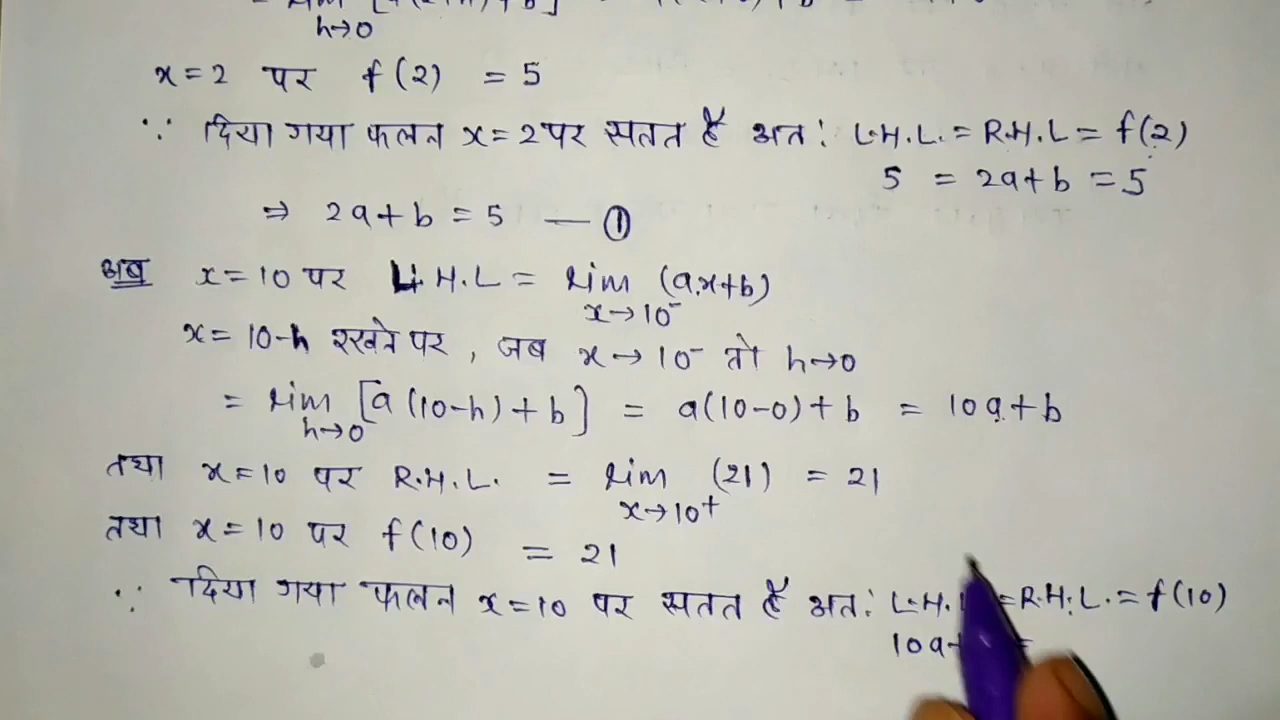 h→0
x=2 पर f(2) = 5
∵ दिया गया फलन x=2 पर सतत है अत: L.H.L. = R.H.L = f(2)
5 = 2a+b = 5
⇒ 2a+b = 5 — ①
अब x=10 पर L.H.L = lim (ax+b)
x→10⁻
x=10-h रखने पर, जब x→10⁻ तो h→0
= lim [a(10-h)+b] = a(10-0)+b = 10a+b
h→0
तथा x=10 पर R.H.L. = lim (21) = 21
x→10⁺
तथा x=10 पर f(10) = 21
∵ दिया गया फलन x=10 पर सतत है अत: L.H.L = R.H.L. = f(10)
10a+ =